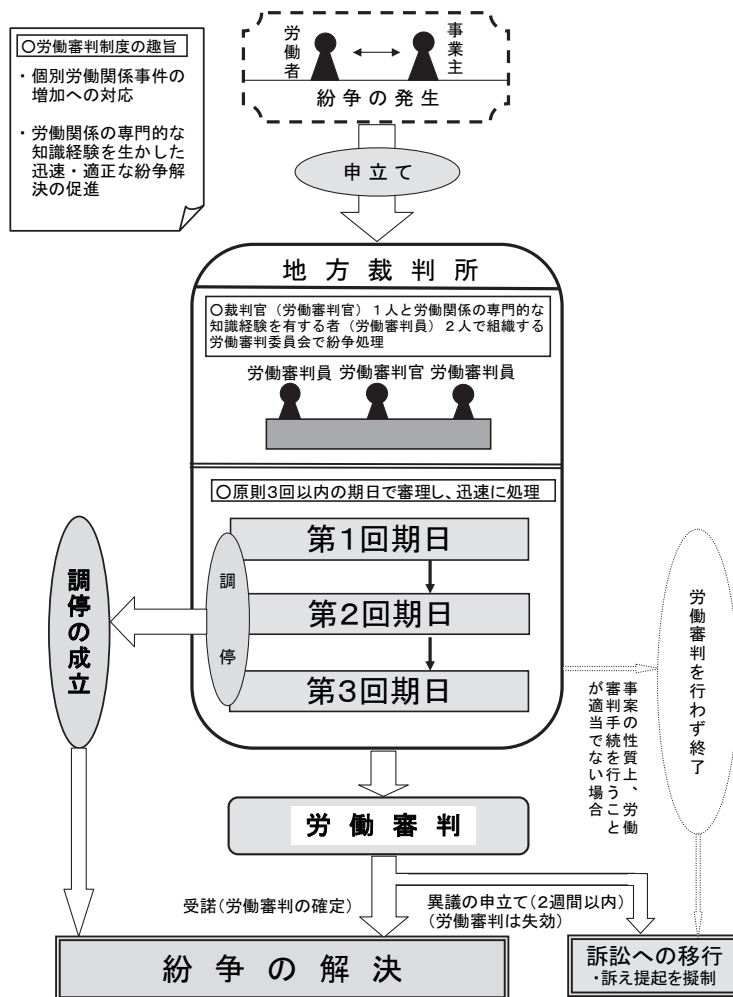 ○労働審判制度の趣旨
・個別労働関係事件の
増加への対応
・労働関係の専門的な
知識経験を生かした
迅速・適正な紛争解
決の促進
労働者
事業主
紛争の発生
申立て
地方裁判所
○裁判官（労働審判官）１人と労働関係の専門的な
知識経験を有する者（労働審判員）２人で組織する
労働審判委員会で紛争処理
労働審判員 労働審判官 労働審判員
○原則３回以内の期日で審理し、迅速に処理
第１回期日
第２回期日
第３回期日
調停
調停の成立
事案の性質上、労働
審判手続を行うこと
が適当でない場合
労働審判を行わず終了
労働審判
受諾（労働審判の確定）
異議の申立て（２週間以内）
（労働審判は失効）
紛争の解決
訴訟への移行
・訴え提起を擬制